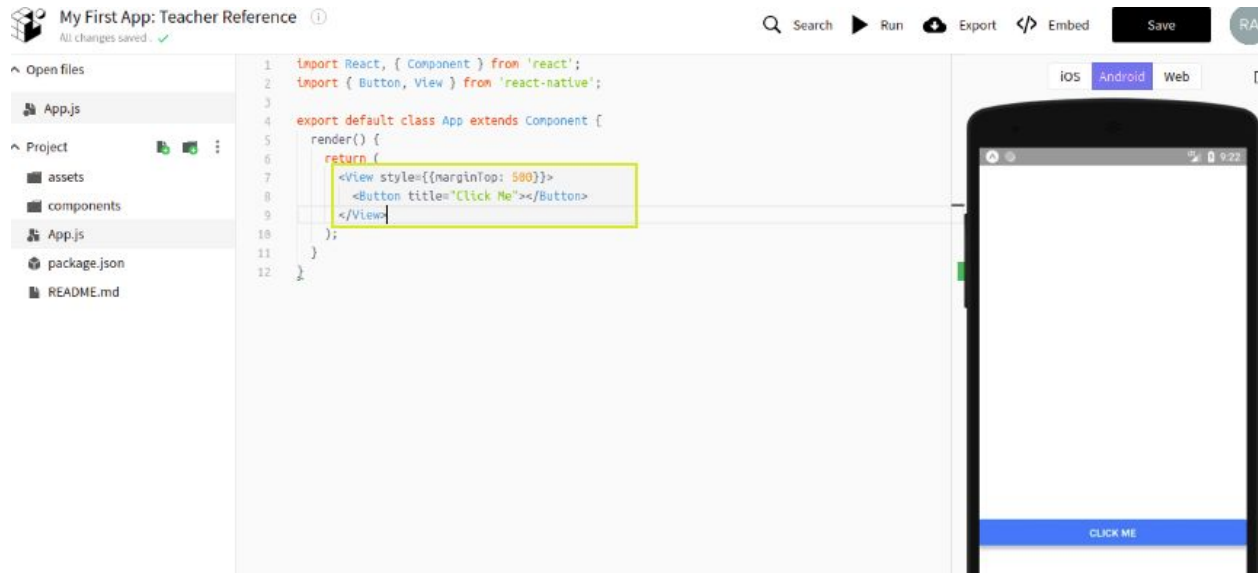 My First App: Teacher Reference
All changes saved.
Search
Run
Export
</> Embed
Save
RA
Open files
App.js
Project
assets
components
App.js
package.json
README.md
1 import React, { Component } from 'react';
2 import { Button, View } from 'react-native';
3
4 export default class App extends Component {
5 render() {
6 return (
7 <View style={{marginTop: 500}}>
8 <Button title="Click Me"></Button>
9 </View>
10 );
11 }
12 }
iOS Android Web
9:22
CLICK ME